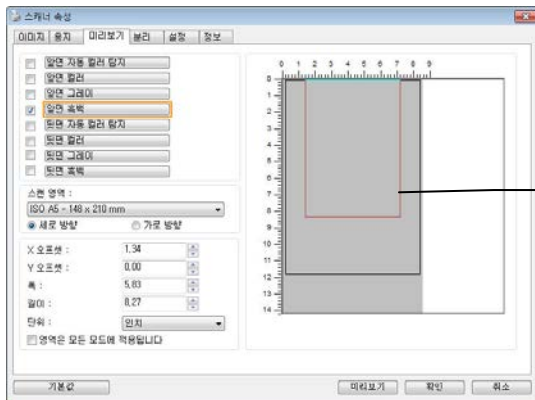 스캐너 속성
이미지 용지 미리보기 분리 설정 정보
앞면 자동 컬러 탐지
앞면 컬러
앞면 그레이
앞면 흑백
뒷면 자동 컬러 탐지
뒷면 컬러
뒷면 그레이
뒷면 흑백
스캔 영역 :
ISO A5 - 148 x 210 mm
세로 방향 가로 방향
X 오프셋 : 1,34
Y 오프셋 : 0,00
폭 : 5,83
길이 : 8,27
단위 : 인치
영역은 모든 모드에 적용됩니다
0 1 2 3 4 5 6 7 8 9
0
1
2
3
4
5
6
7
8
9
10
11
12
13
14
기본값 미리보기 확인 취소